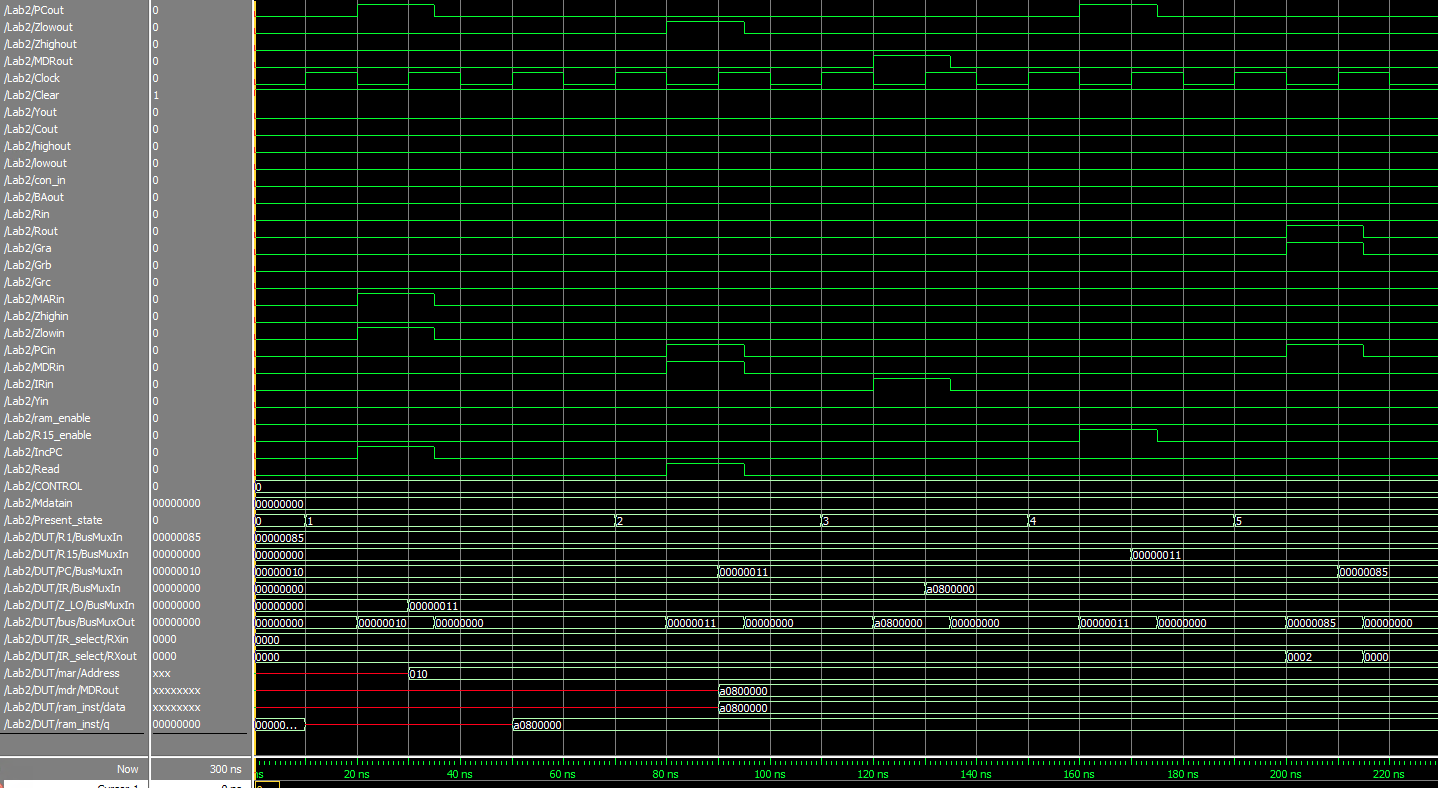 /Lab2/PCout 0
/Lab2/Zlowout 0
/Lab2/Zhighout 0
/Lab2/MDRout 0
/Lab2/Clock 0
/Lab2/Clear 1
/Lab2/Yout 0
/Lab2/Cout 0
/Lab2/highout 0
/Lab2/lowout 0
/Lab2/con_in 0
/Lab2/BAout 0
/Lab2/Rin 0
/Lab2/Rout 0
/Lab2/Gra 0
/Lab2/Grb 0
/Lab2/Grc 0
/Lab2/MARin 0
/Lab2/Zhighin 0
/Lab2/Zlowin 0
/Lab2/PCin 0
/Lab2/MDRin 0
/Lab2/IRin 0
/Lab2/Yin 0
/Lab2/ram_enable 0
/Lab2/R15_enable 0
/Lab2/IncPC 0
/Lab2/Read 0
/Lab2/CONTROL 0 0
/Lab2/Mdatain 00000000 00000000
/Lab2/Present_state 0 0 1 2 3 4 5
/Lab2/DUT/R1/BusMuxIn 00000085 00000085
/Lab2/DUT/R15/BusMuxIn 00000000 00000000 00000011
/Lab2/DUT/PC/BusMuxIn 00000010 00000010 00000011 00000085
/Lab2/DUT/IR/BusMuxIn 00000000 00000000 a0800000
/Lab2/DUT/Z_LO/BusMuxIn 00000000 00000000 00000011
/Lab2/DUT/bus/BusMuxOut 00000000 00000000 00000010 00000000 00000011 00000000 a0800000 00000000 00000011 00000000 00000085 00000000
/Lab2/DUT/IR_select/RXin 0000 0000
/Lab2/DUT/IR_select/RXout 0000 0000 0002 0000
/Lab2/DUT/mar/Address xxx 010
/Lab2/DUT/mdr/MDRout xxxxxxxx a0800000
/Lab2/DUT/ram_inst/data xxxxxxxx a0800000
/Lab2/DUT/ram_inst/q 00000000 00000... a0800000
Now 300 ns ns 20 ns 40 ns 60 ns 80 ns 100 ns 120 ns 140 ns 160 ns 180 ns 200 ns 220 ns
Cursor 1 0 ns